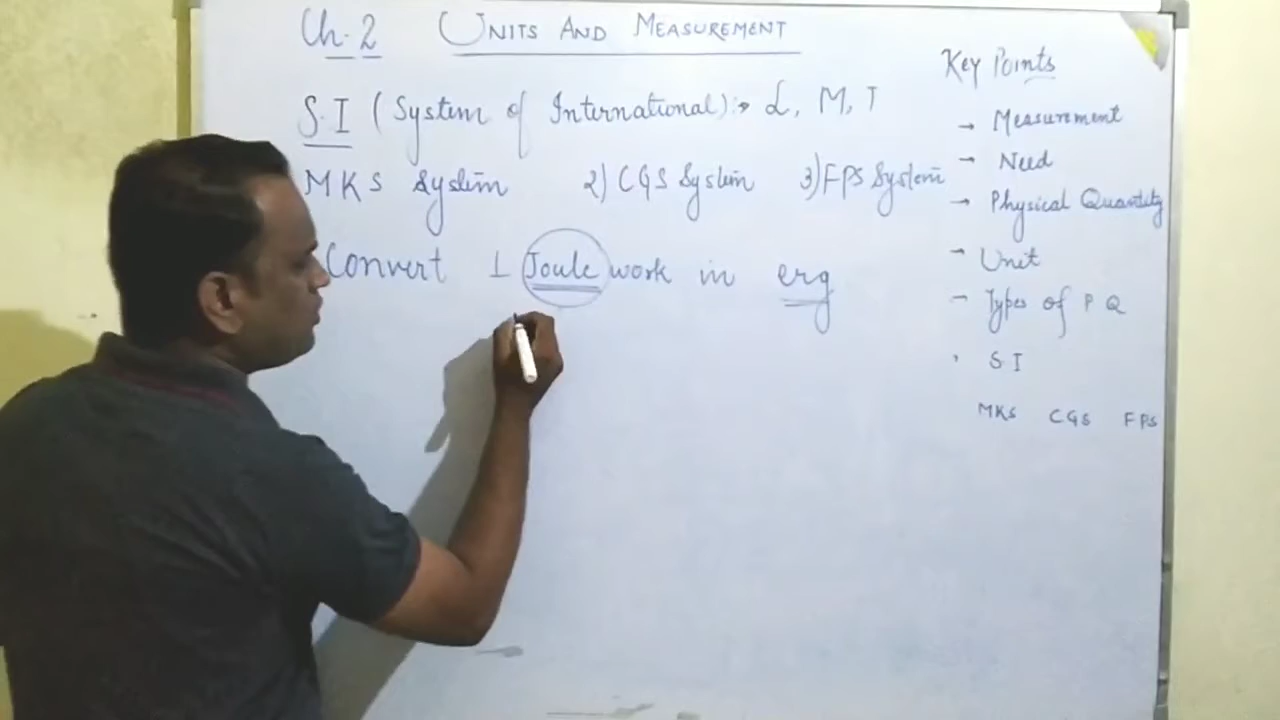 Ch. 2 UNITS AND MEASUREMENT
S.I (System of International):→ L, M, T
MKS System 2) CGS System 3) FPS System
Convert 1 Joule work in erg
Key Points
→ Measurement
→ Need
→ Physical Quantity
- Unit
- Types of P Q
S I
MKS CGS FPS